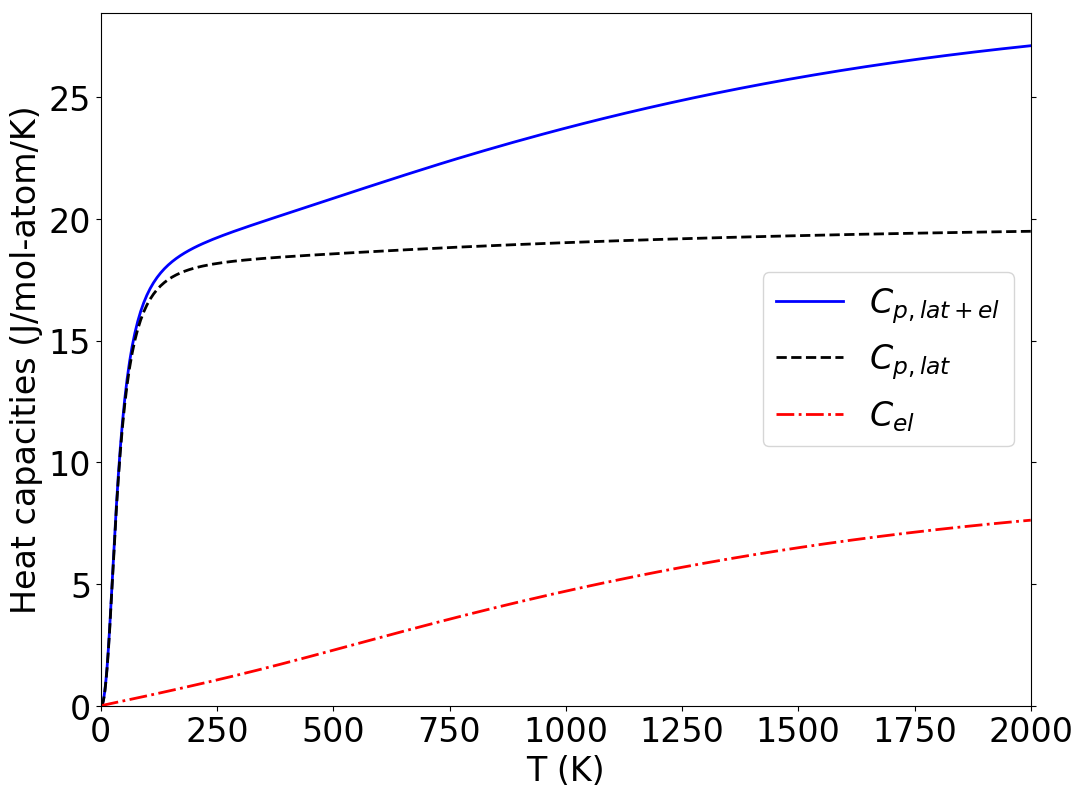 Heat capacities (J/mol-atom/K)
25
20
15
10
5
0
C_{p, lat+el}
C_{p, lat}
C_{el}
0 250 500 750 1000 1250 1500 1750 2000
T (K)